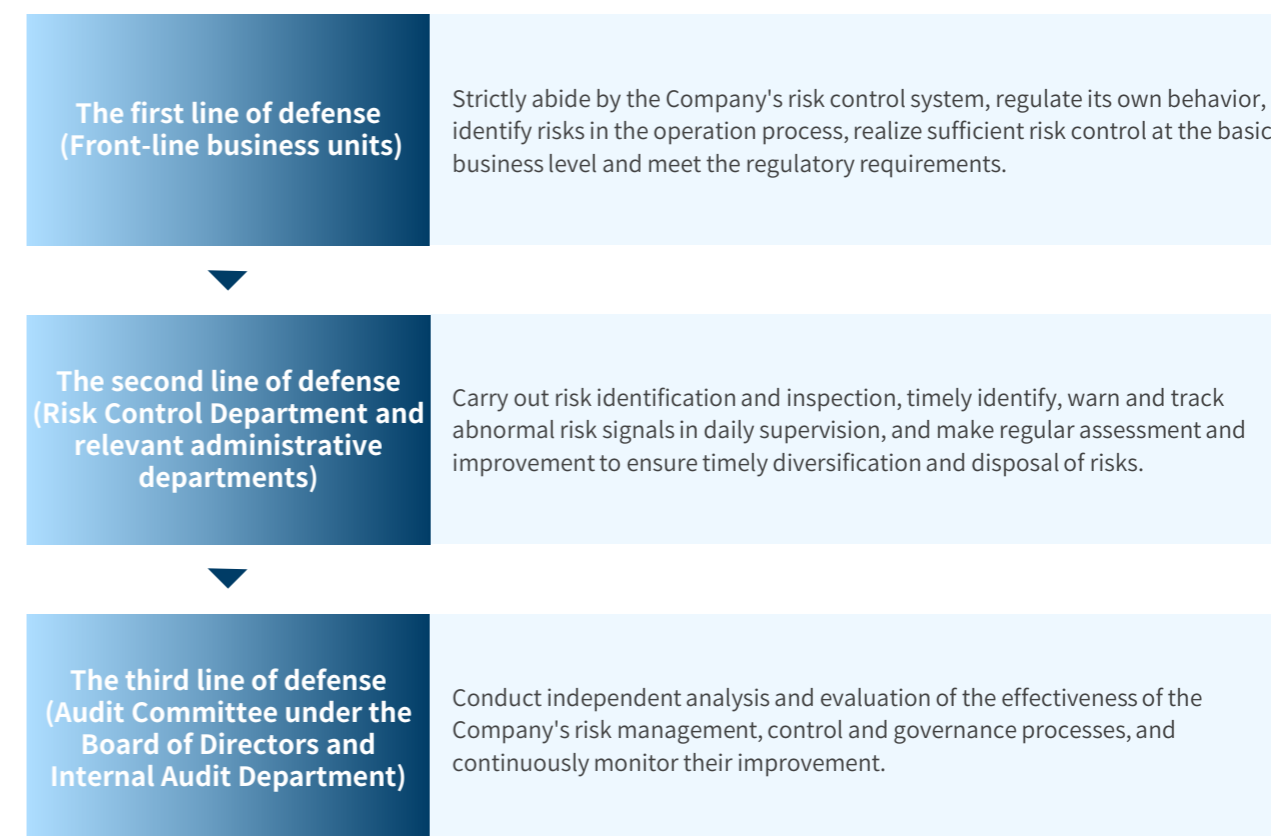 The first line of defense
(Front-line business units)
Strictly abide by the Company's risk control system, regulate its own behavior,
identify risks in the operation process, realize sufficient risk control at the basic
business level and meet the regulatory requirements.
The second line of defense
(Risk Control Department and
relevant administrative
departments)
Carry out risk identification and inspection, timely identify, warn and track
abnormal risk signals in daily supervision, and make regular assessment and
improvement to ensure timely diversification and disposal of risks.
The third line of defense
(Audit Committee under the
Board of Directors and
Internal Audit Department)
Conduct independent analysis and evaluation of the effectiveness of the
Company's risk management, control and governance processes, and
continuously monitor their improvement.